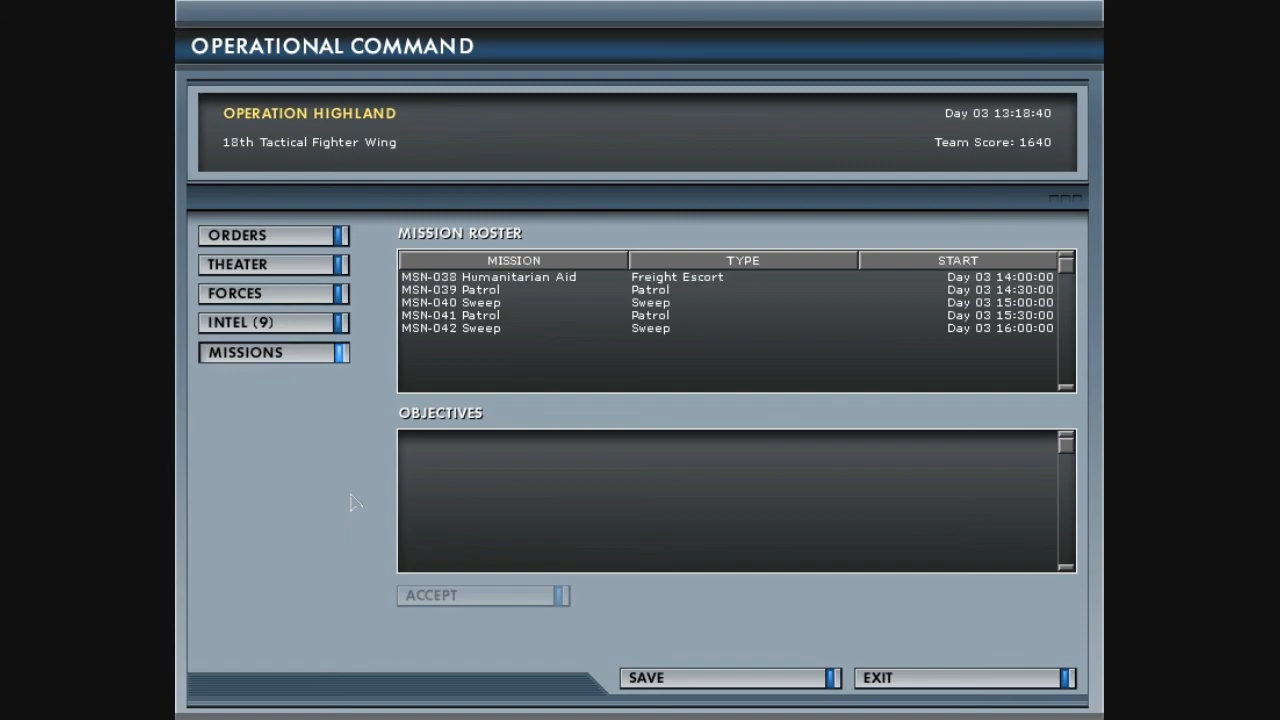 OPERATIONAL COMMAND
OPERATION HIGHLAND Day 03 13:18:40
18th Tactical Fighter Wing Team Score: 1640
ORDERS
THEATER
FORCES
INTEL (9)
MISSIONS
MISSION ROSTER
MISSION TYPE START
MSN-038 Humanitarian Aid Freight Escort Day 03 14:00:00
MSN-039 Patrol Patrol Day 03 14:30:00
MSN-040 Sweep Sweep Day 03 15:00:00
MSN-041 Patrol Patrol Day 03 15:30:00
MSN-042 Sweep Sweep Day 03 16:00:00
OBJECTIVES
ACCEPT
SAVE EXIT